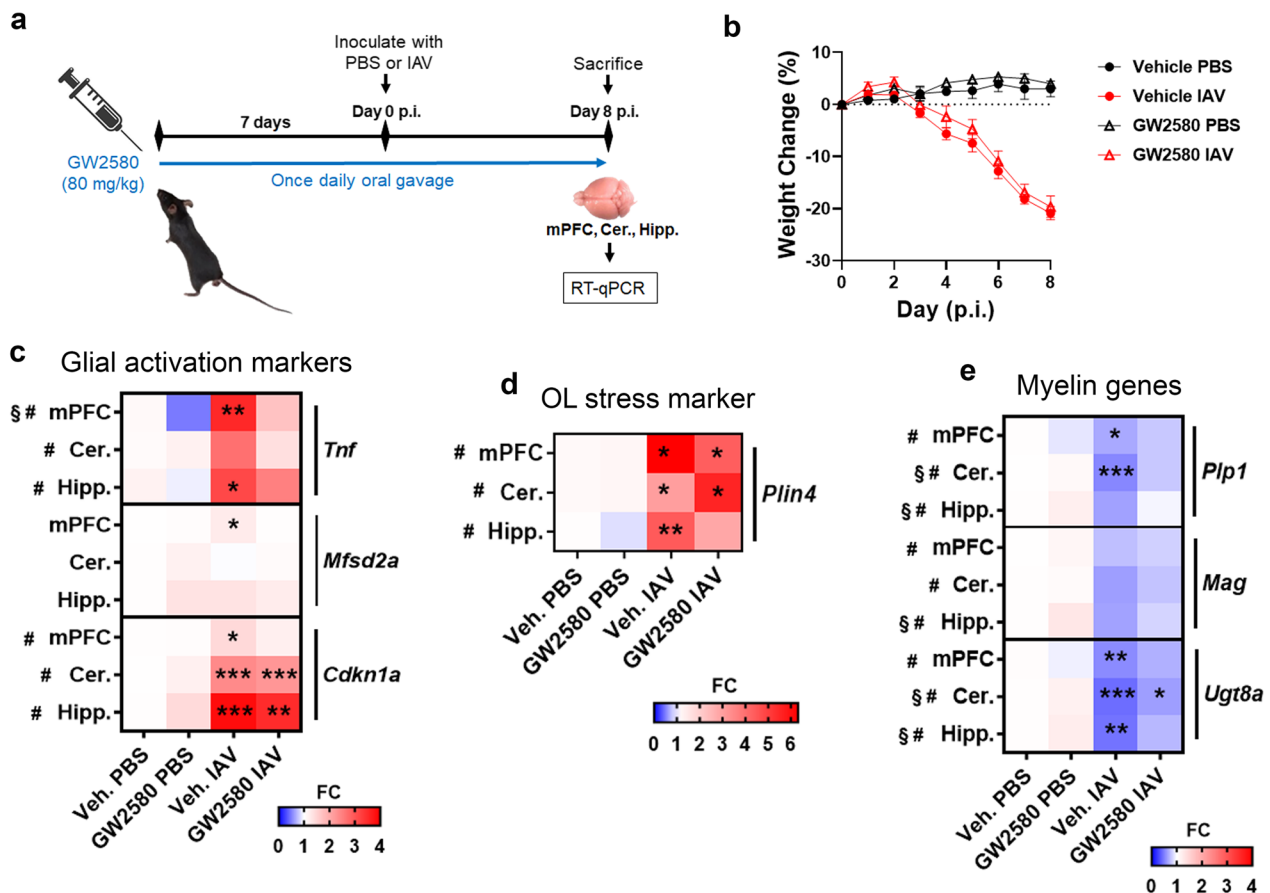 a
Inoculate with
PBS or IAV
Sacrifice
Day 0 p.i.
Day 8 p.i.
7 days
GW2580
(80 mg/kg)
Once daily oral gavage
mPFC, Cer., Hipp.
RT-qPCR
b
Weight Change (%)
10
0
-10
-20
-30
0 2 4 6 8
Day (p.i.)
Vehicle PBS
Vehicle IAV
GW2580 PBS
GW2580 IAV
c
Glial activation markers
§ # mPFC **
# Cer. Tnf
# Hipp. *
mPFC *
Cer. Mfsd2a
Hipp.
# mPFC *
# Cer. *** *** Cdkn1a
# Hipp. *** **
Veh. PBS
GW2580 PBS
Veh. IAV
GW2580 IAV
FC
0 1 2 3 4
d
OL stress marker
# mPFC * *
# Cer. * * Plin4
# Hipp. **
Veh. PBS
GW2580 PBS
Veh. IAV
GW2580 IAV
FC
0 1 2 3 4 5 6
e
Myelin genes
# mPFC *
§ # Cer. *** Plp1
§ # Hipp.
# mPFC
# Cer. Mag
§ # Hipp.
# mPFC **
§ # Cer. *** * Ugt8a
§ # Hipp. **
Veh. PBS
GW2580 PBS
Veh. IAV
GW2580 IAV
FC
0 1 2 3 4